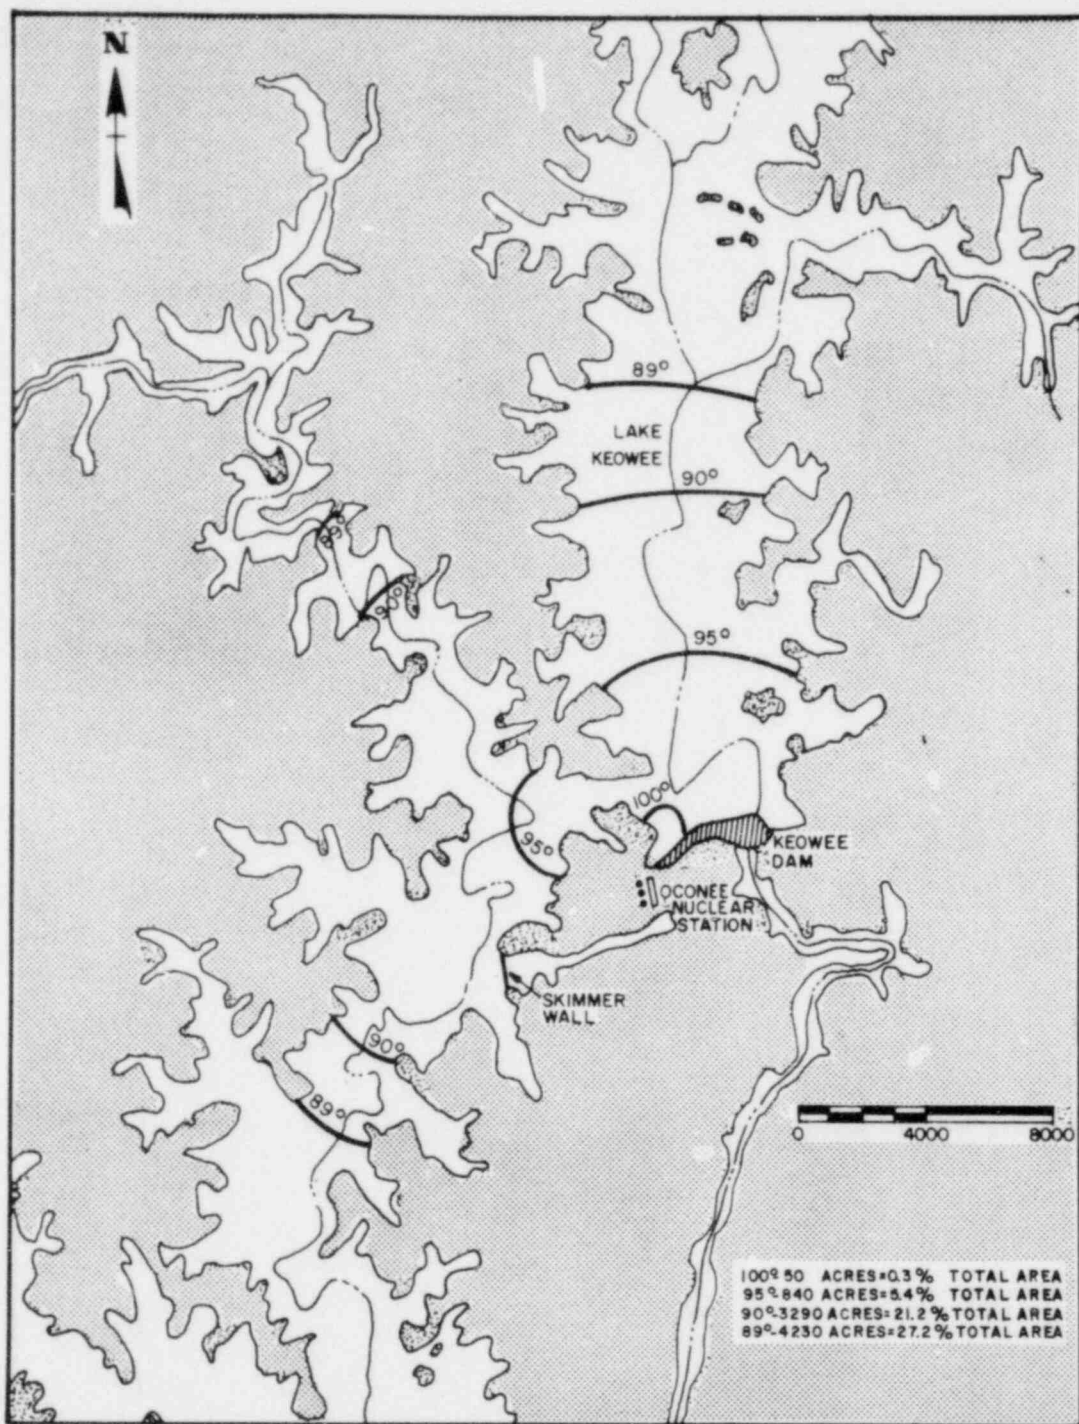 N
89°
LAKE
KEOWEE
90°
89°
90°
95°
100°
95°
KEOWEE
DAM
OCONEE
NUCLEAR
STATION
SKIMMER
WALL
90°
89°
0 4000 8000
100°-50 ACRES=0.3% TOTAL AREA
95°-840 ACRES=5.4% TOTAL AREA
90°-3290 ACRES=21.2% TOTAL AREA
89°-4230 ACRES=27.2% TOTAL AREA